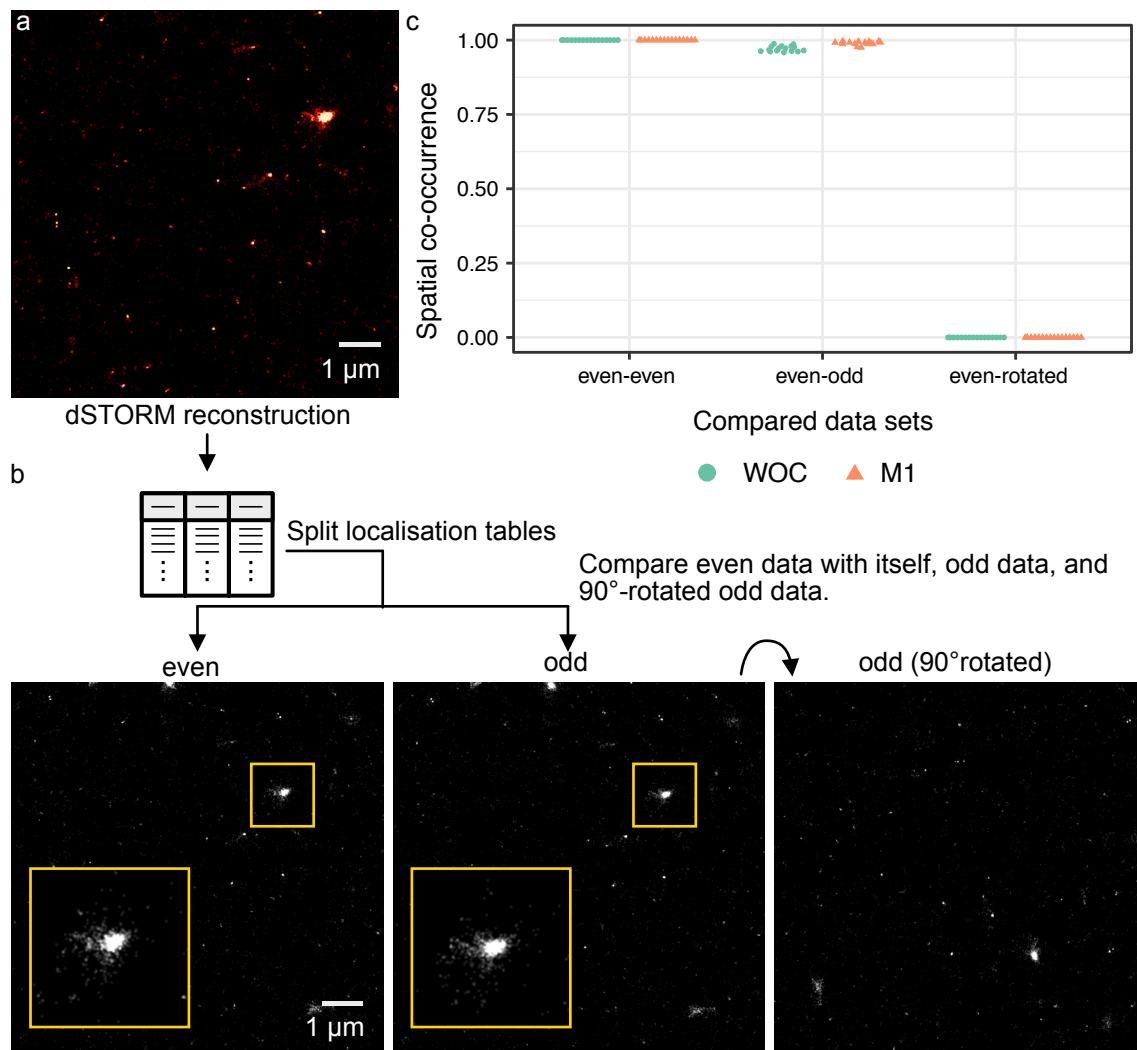 a
1 µm
dSTORM reconstruction
c
Spatial co-occurrence
1.00
0.75
0.50
0.25
0.00
even-even
even-odd
even-rotated
Compared data sets
WOC
M1
b
Split localisation tables
Compare even data with itself, odd data, and
90°-rotated odd data.
even
odd
odd (90°rotated)
1 µm